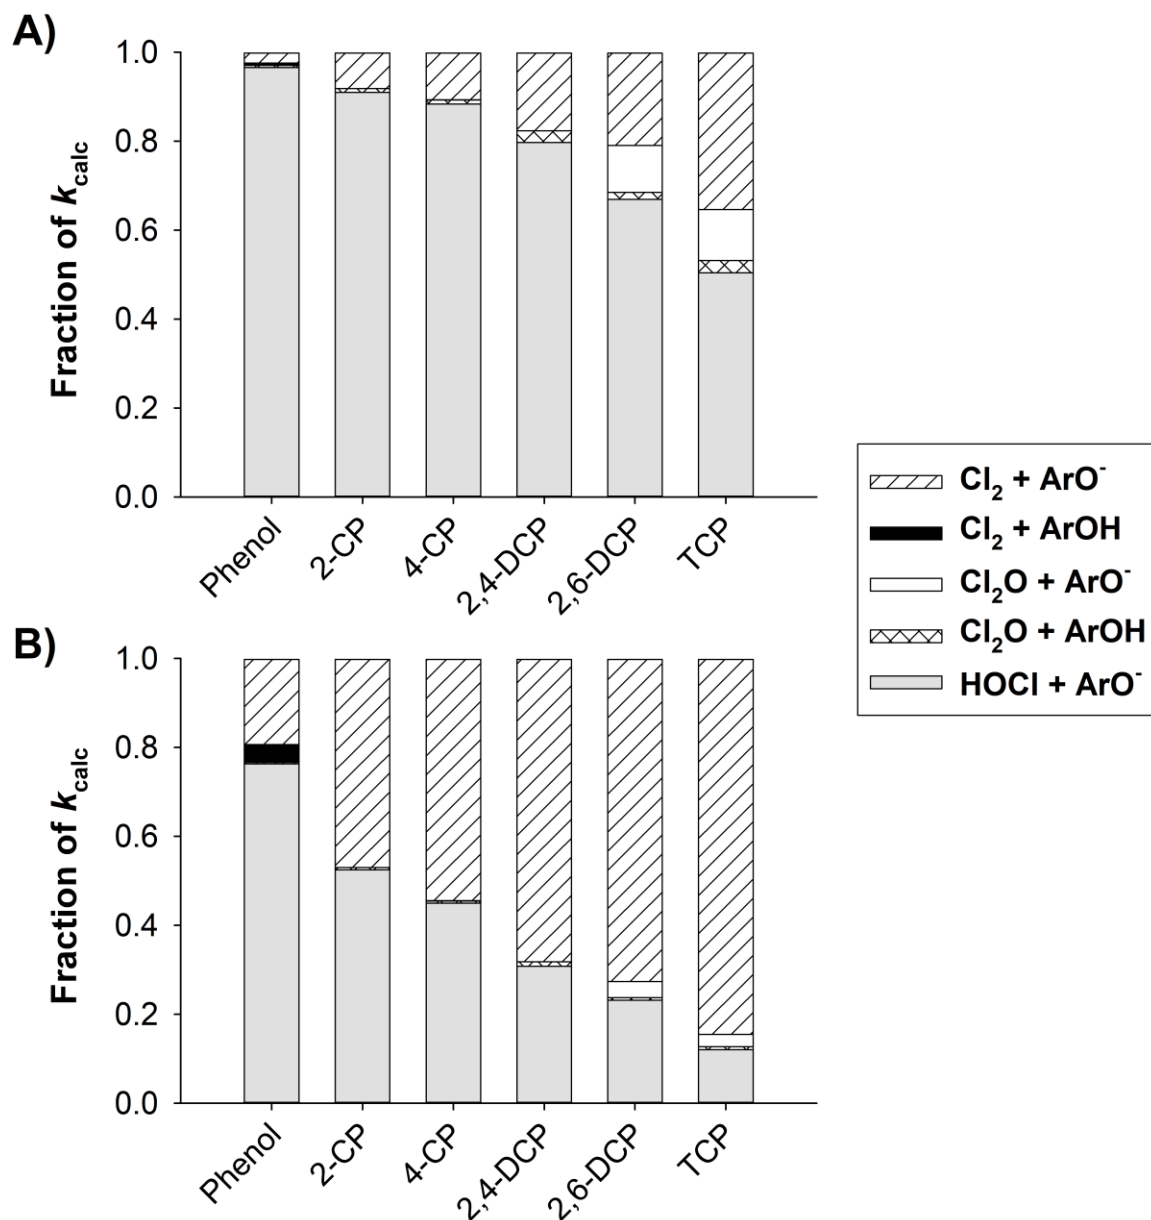 A)
Fraction of k_calc
1.0
0.8
0.6
0.4
0.2
0.0
Phenol
2-CP
4-CP
2,4-DCP
2,6-DCP
TCP
Cl₂ + ArO⁻
Cl₂ + ArOH
Cl₂O + ArO⁻
Cl₂O + ArOH
HOCl + ArO⁻
B)
Fraction of k_calc
1.0
0.8
0.6
0.4
0.2
0.0
Phenol
2-CP
4-CP
2,4-DCP
2,6-DCP
TCP